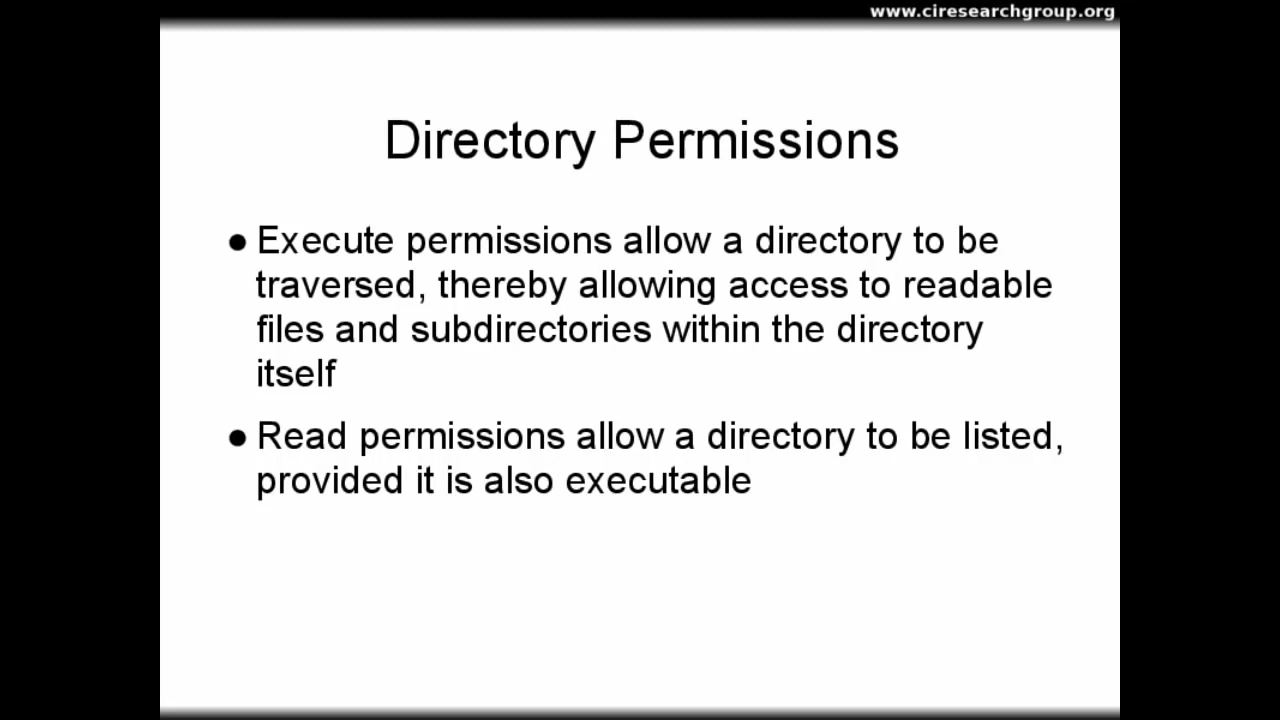 www.ciresearchgroup.org
Directory Permissions
● Execute permissions allow a directory to be
traversed, thereby allowing access to readable
files and subdirectories within the directory
itself
● Read permissions allow a directory to be listed,
provided it is also executable